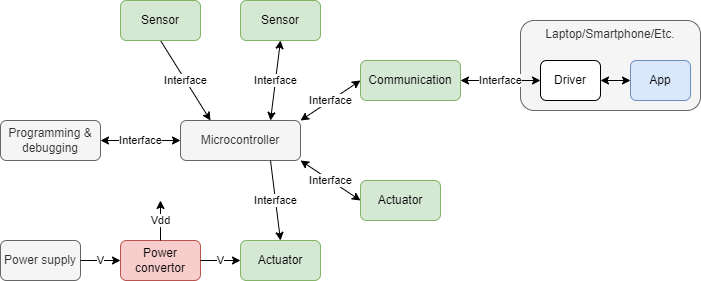 Sensor
Sensor
Laptop/Smartphone/Etc.
Interface
Interface
Communication
Interface
Driver
App
Interface
Programming &
debugging
Interface
Microcontroller
Interface
Actuator
Interface
Vdd
Power supply
V
Power
convertor
V
Actuator